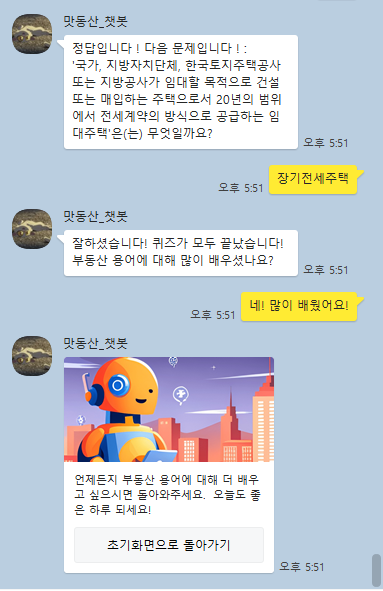 맛동산_챗봇
정답입니다 ! 다음 문제입니다 ! :
'국가, 지방자치단체, 한국토지주택공사
또는 지방공사가 임대할 목적으로 건설
또는 매입하는 주택으로서 20년의 범위
에서 전세계약의 방식으로 공급하는 임
대주택'은(는) 무엇일까요?
오후 5:51
오후 5:51
장기전세주택
맛동산_챗봇
잘하셨습니다! 퀴즈가 모두 끝났습니다!
부동산 용어에 대해 많이 배우셨나요?
오후 5:51
오후 5:51
네! 많이 배웠어요!
맛동산_챗봇
언제든지 부동산 용어에 대해 더 배우
고 싶으시면 돌아와주세요. 오늘도 좋
은 하루 되세요!
초기화면으로 돌아가기
오후 5:51